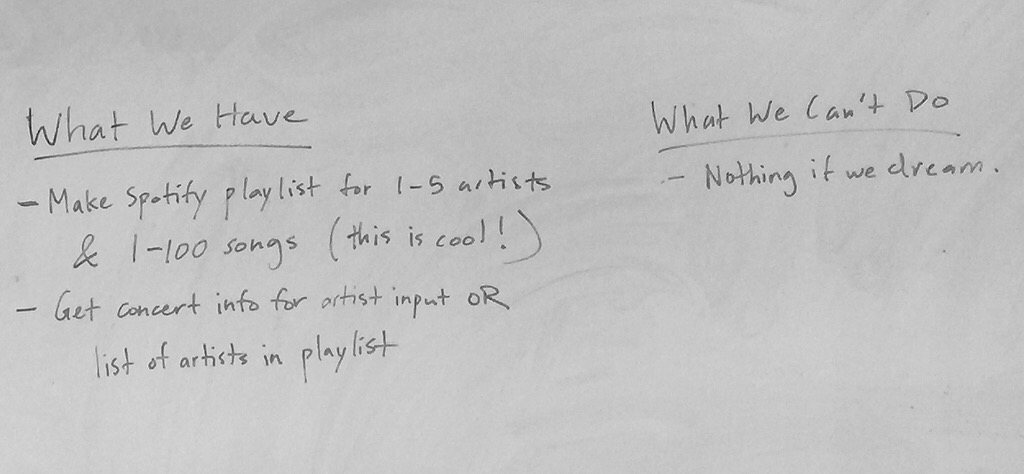 What We Have
- Make Spotify playlist for 1-5 artists
& 1-100 songs (this is cool!)
- Get concert info for artist input OR
list of artists in playlist
What We Can't Do
- Nothing if we dream.